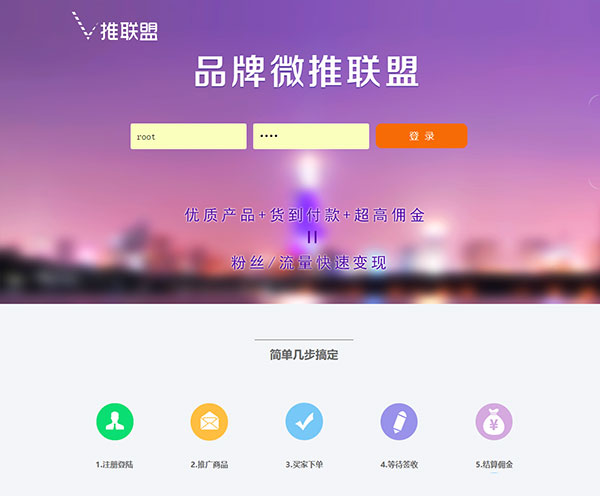 推联盟
品牌微推联盟
root
••••
登 录
优质产品+货到付款+超高佣金
=
粉丝/流量快速变现
简单几步搞定
1.注册登陆
2.推广商品
3.买家下单
4.等待签收
5.结算佣金